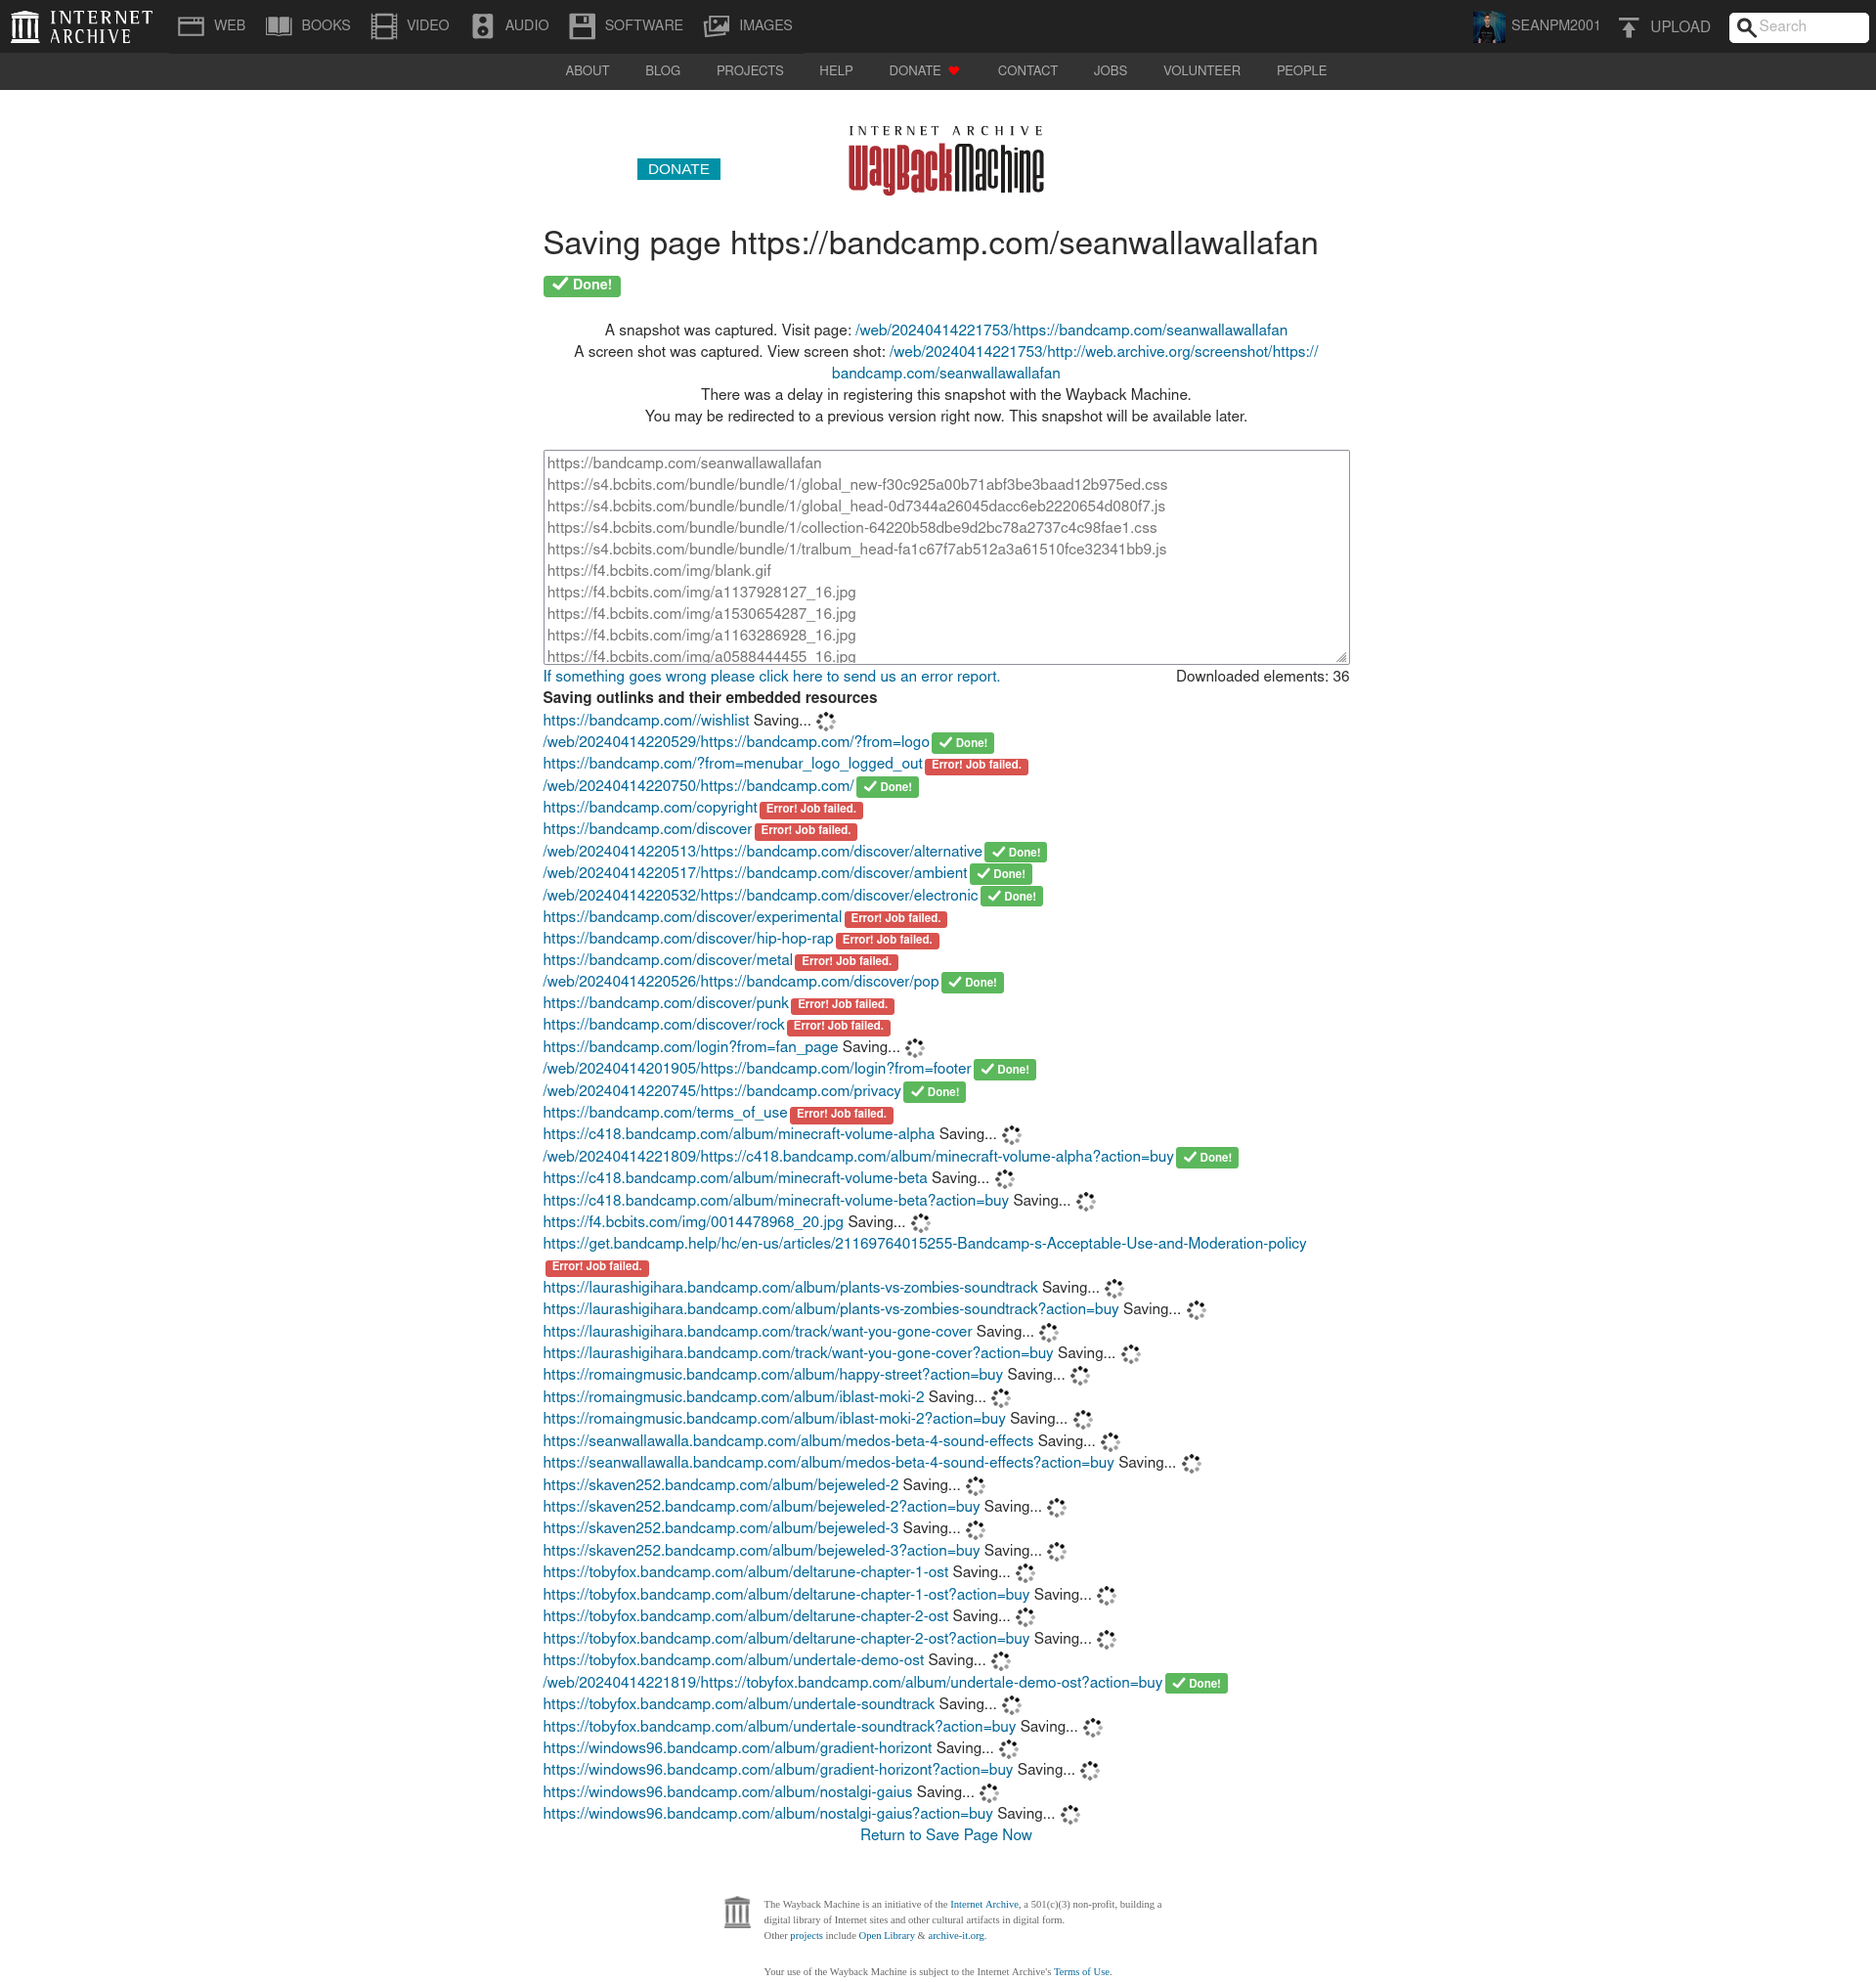 INTERNET ARCHIVE
WEB
BOOKS
VIDEO
AUDIO
SOFTWARE
IMAGES
SEANPM2001
UPLOAD
Search
ABOUT
BLOG
PROJECTS
HELP
DONATE
CONTACT
JOBS
VOLUNTEER
PEOPLE
DONATE
INTERNET ARCHIVE
WayBackMachine
Saving page https://bandcamp.com/seanwallawallafan
Done!
A snapshot was captured. Visit page: /web/20240414221753/https://bandcamp.com/seanwallawallafan
A screen shot was captured. View screen shot: /web/20240414221753/http://web.archive.org/screenshot/https://
bandcamp.com/seanwallawallafan
There was a delay in registering this snapshot with the Wayback Machine.
You may be redirected to a previous version right now. This snapshot will be available later.
https://bandcamp.com/seanwallawallafan
https://s4.bcbits.com/bundle/bundle/1/global_new-f30c925a00b71abf3be3baad12b975ed.css
https://s4.bcbits.com/bundle/bundle/1/global_head-0d7344a26045dacc6eb2220654d080f7.js
https://s4.bcbits.com/bundle/bundle/1/collection-64220b58dbe9d2bc78a2737c4c98fae1.css
https://s4.bcbits.com/bundle/bundle/1/tralbum_head-fa1c67f7ab512a3a61510fce32341bb9.js
https://f4.bcbits.com/img/blank.gif
https://f4.bcbits.com/img/a1137928127_16.jpg
https://f4.bcbits.com/img/a1530654287_16.jpg
https://f4.bcbits.com/img/a1163286928_16.jpg
https://f4.bcbits.com/img/a0588444455_16.jpg
If something goes wrong please click here to send us an error report. Downloaded elements: 36
Saving outlinks and their embedded resources
https://bandcamp.com//wishlist Saving...
/web/20240414220529/https://bandcamp.com/?from=logo Done!
https://bandcamp.com/?from=menubar_logo_logged_out Error! Job failed.
/web/20240414220750/https://bandcamp.com/ Done!
https://bandcamp.com/copyright Error! Job failed.
https://bandcamp.com/discover Error! Job failed.
/web/20240414220513/https://bandcamp.com/discover/alternative Done!
/web/20240414220517/https://bandcamp.com/discover/ambient Done!
/web/20240414220532/https://bandcamp.com/discover/electronic Done!
https://bandcamp.com/discover/experimental Error! Job failed.
https://bandcamp.com/discover/hip-hop-rap Error! Job failed.
https://bandcamp.com/discover/metal Error! Job failed.
/web/20240414220526/https://bandcamp.com/discover/pop Done!
https://bandcamp.com/discover/punk Error! Job failed.
https://bandcamp.com/discover/rock Error! Job failed.
https://bandcamp.com/login?from=fan_page Saving...
/web/20240414201905/https://bandcamp.com/login?from=footer Done!
/web/20240414220745/https://bandcamp.com/privacy Done!
https://bandcamp.com/terms_of_use Error! Job failed.
https://c418.bandcamp.com/album/minecraft-volume-alpha Saving...
/web/20240414221809/https://c418.bandcamp.com/album/minecraft-volume-alpha?action=buy Done!
https://c418.bandcamp.com/album/minecraft-volume-beta Saving...
https://c418.bandcamp.com/album/minecraft-volume-beta?action=buy Saving...
https://f4.bcbits.com/img/0014478968_20.jpg Saving...
https://get.bandcamp.help/hc/en-us/articles/21169764015255-Bandcamp-s-Acceptable-Use-and-Moderation-policy
Error! Job failed.
https://laurashigihara.bandcamp.com/album/plants-vs-zombies-soundtrack Saving...
https://laurashigihara.bandcamp.com/album/plants-vs-zombies-soundtrack?action=buy Saving...
https://laurashigihara.bandcamp.com/track/want-you-gone-cover Saving...
https://laurashigihara.bandcamp.com/track/want-you-gone-cover?action=buy Saving...
https://romaingmusic.bandcamp.com/album/happy-street?action=buy Saving...
https://romaingmusic.bandcamp.com/album/iblast-moki-2 Saving...
https://romaingmusic.bandcamp.com/album/iblast-moki-2?action=buy Saving...
https://seanwallawalla.bandcamp.com/album/medos-beta-4-sound-effects Saving...
https://seanwallawalla.bandcamp.com/album/medos-beta-4-sound-effects?action=buy Saving...
https://skaven252.bandcamp.com/album/bejeweled-2 Saving...
https://skaven252.bandcamp.com/album/bejeweled-2?action=buy Saving...
https://skaven252.bandcamp.com/album/bejeweled-3 Saving...
https://skaven252.bandcamp.com/album/bejeweled-3?action=buy Saving...
https://tobyfox.bandcamp.com/album/deltarune-chapter-1-ost Saving...
https://tobyfox.bandcamp.com/album/deltarune-chapter-1-ost?action=buy Saving...
https://tobyfox.bandcamp.com/album/deltarune-chapter-2-ost Saving...
https://tobyfox.bandcamp.com/album/deltarune-chapter-2-ost?action=buy Saving...
https://tobyfox.bandcamp.com/album/undertale-demo-ost Saving...
/web/20240414221819/https://tobyfox.bandcamp.com/album/undertale-demo-ost?action=buy Done!
https://tobyfox.bandcamp.com/album/undertale-soundtrack Saving...
https://tobyfox.bandcamp.com/album/undertale-soundtrack?action=buy Saving...
https://windows96.bandcamp.com/album/gradient-horizont Saving...
https://windows96.bandcamp.com/album/gradient-horizont?action=buy Saving...
https://windows96.bandcamp.com/album/nostalgi-gaius Saving...
https://windows96.bandcamp.com/album/nostalgi-gaius?action=buy Saving...
Return to Save Page Now
The Wayback Machine is an initiative of the Internet Archive, a 501(c)(3) non-profit, building a
digital library of Internet sites and other cultural artifacts in digital form.
Other projects include Open Library & archive-it.org.
Your use of the Wayback Machine is subject to the Internet Archive's Terms of Use.